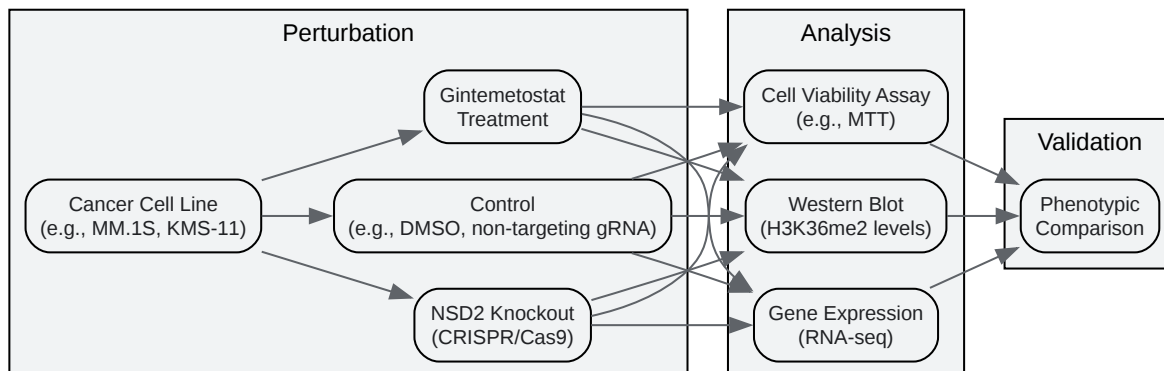 Perturbation
Analysis
Gintemetostat
Treatment
Cell Viability Assay
(e.g., MTT)
Validation
Cancer Cell Line
(e.g., MM.1S, KMS-11)
Control
(e.g., DMSO, non-targeting gRNA)
Western Blot
(H3K36me2 levels)
Phenotypic
Comparison
NSD2 Knockout
(CRISPR/Cas9)
Gene Expression
(RNA-seq)